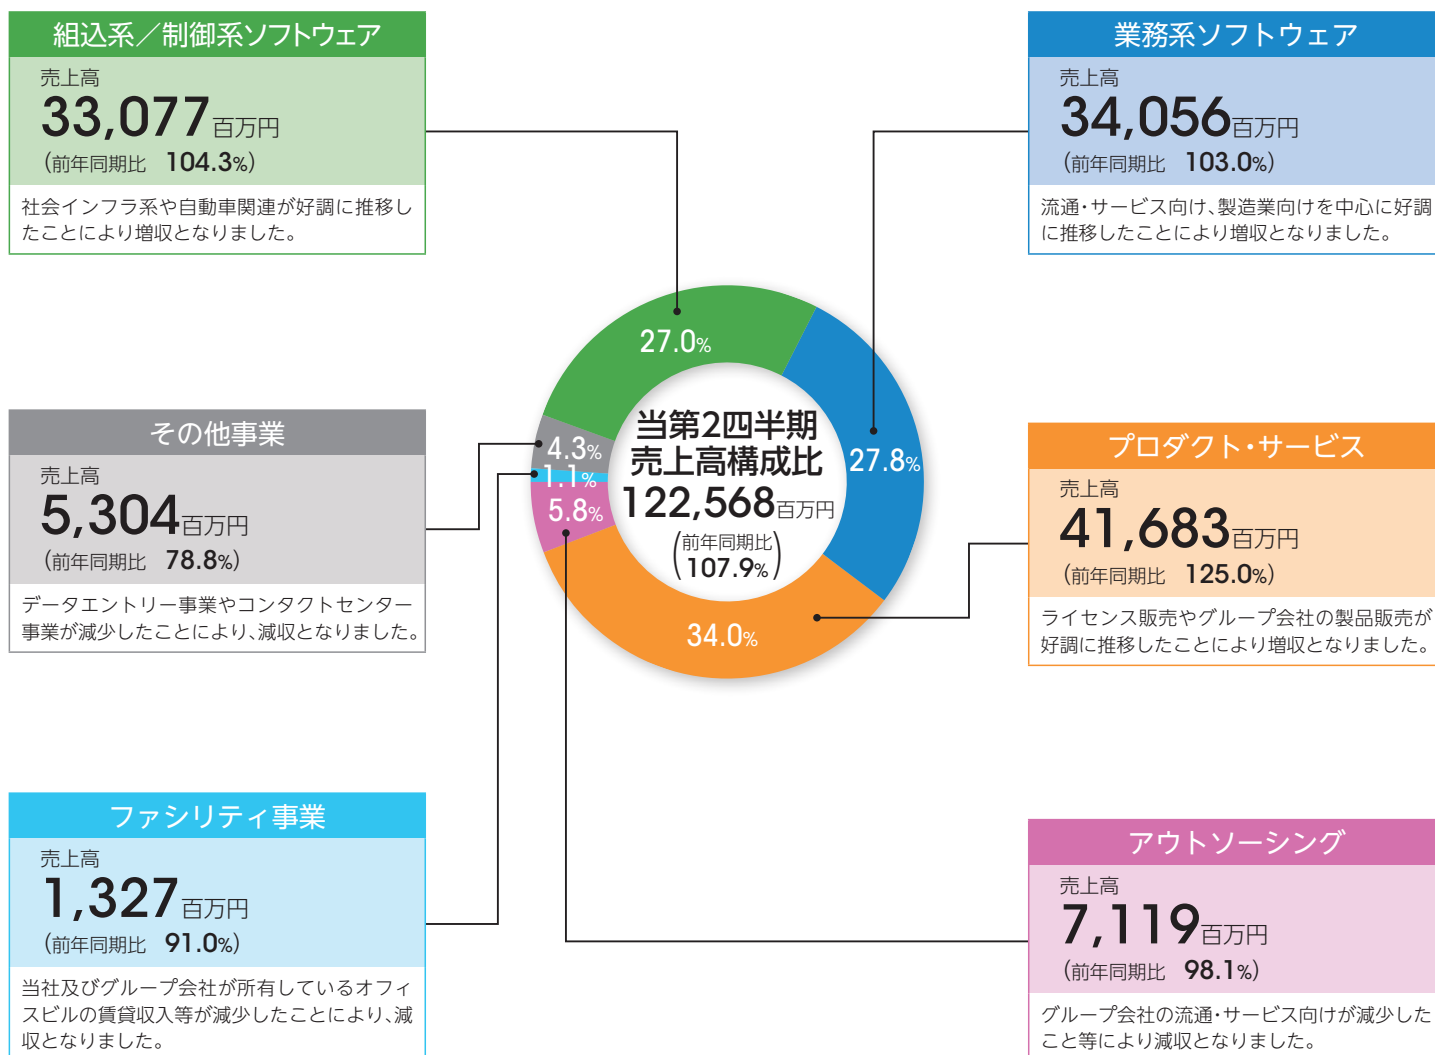 組込系／制御系ソフトウェア
売上高
33,077百万円
(前年同期比 104.3%)
社会インフラ系や自動車関連が好調に推移し
たことにより増収となりました。
業務系ソフトウェア
売上高
34,056百万円
(前年同期比 103.0%)
流通・サービス向け、製造業向けを中心に好調
に推移したことにより増収となりました。
27.0%
27.8%
34.0%
5.8%
1.1%
4.3%
当第2四半期
売上高構成比
122,568百万円
(前年同期比
107.9%)
その他事業
売上高
5,304百万円
(前年同期比 78.8%)
データエントリー事業やコンタクトセンター
事業が減少したことにより、減収となりました。
プロダクト・サービス
売上高
41,683百万円
(前年同期比 125.0%)
ライセンス販売やグループ会社の製品販売が
好調に推移したことにより増収となりました。
ファシリティ事業
売上高
1,327百万円
(前年同期比 91.0%)
当社及びグループ会社が所有しているオフィ
スビルの賃貸収入等が減少したことにより、減
収となりました。
アウトソーシング
売上高
7,119百万円
(前年同期比 98.1%)
グループ会社の流通・サービス向けが減少した
こと等により減収となりました。